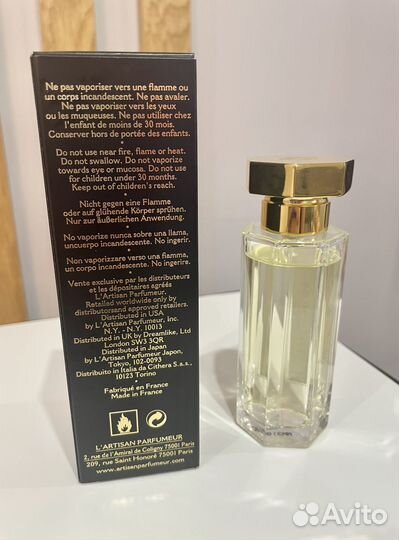 Ne pas vaporiser vers une flamme ou
un corps incandescent. Ne pas avaler.
Ne pas vaporiser vers les yeux
ou les muqueuses. Ne pas utiliser chez
l'enfant de moins de 30 mois.
Conserver hors de portée des enfants.
Do not use near fire, flame or heat.
Do not swallow. Do not vaporize
towards eye or mucosa. Do not use
for children under 30 months.
Keep out of children's reach.
Nicht gegen eine Flamme
oder auf glühende Körper sprühen.
Nur zur äußerlichen Anwendung.
No vaporize nunca sobre una llama,
uncuerpo incandescente. No ingerir.
Non vaporizzare verso una fiamma,
un corpo incandescente. No ingerire.
Vente exclusive par les distributeurs
et les dépositaires agréés
L'Artisan Parfumeur.
Retailed worldwide only by
distributorsand approved retailers.
Distributed in USA
by L'Artisan Parfumeur, Inc.
N.Y. - N.Y. 10013
Distributed in UK by Dreamlike, Ltd
London SW3 3QR
Distributed in Japan
by L'Artisan Parfumeur Japon,
Tokyo, 102-0093
Distribuito in Italia da Cithera S.a.s.,
10123 Torino
Fabriqué en France
Made in France
L'ARTISAN PARFUMEUR
2, rue de l'Amiral de Coligny 75001 Paris
209, rue Saint Honoré 75001 Paris
www.artisanparfumeur.com
Avito